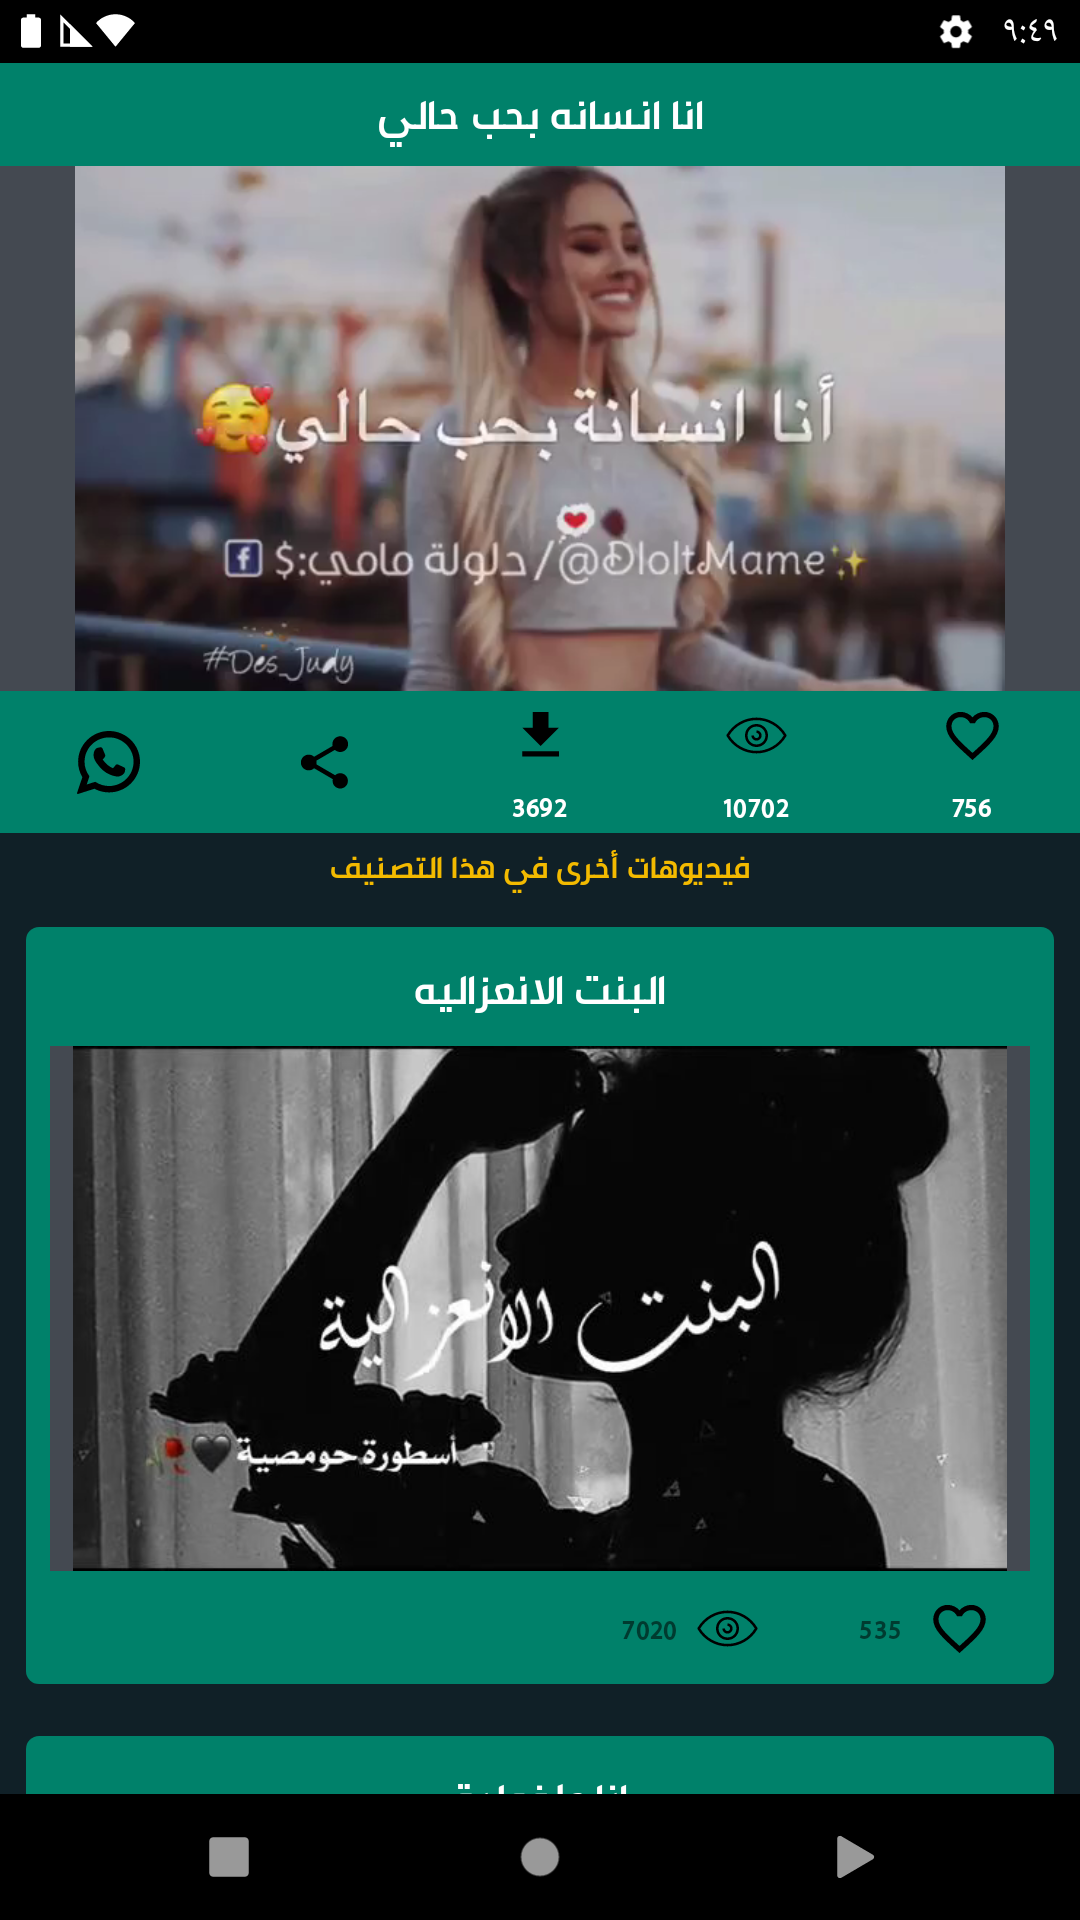 ٩:٤٩
انا انسانه بحب حالي
أنا انسانة بحب حالي🥰
$:دلولة مامي/@DloltMame✨
#Des_Judy
3692
10702
756
فيديوهات أخرى في هذا التصنيف
البنت الانعزاليه
البنت الانعزالية
أسطورة حومصية🖤🥀
7020
535